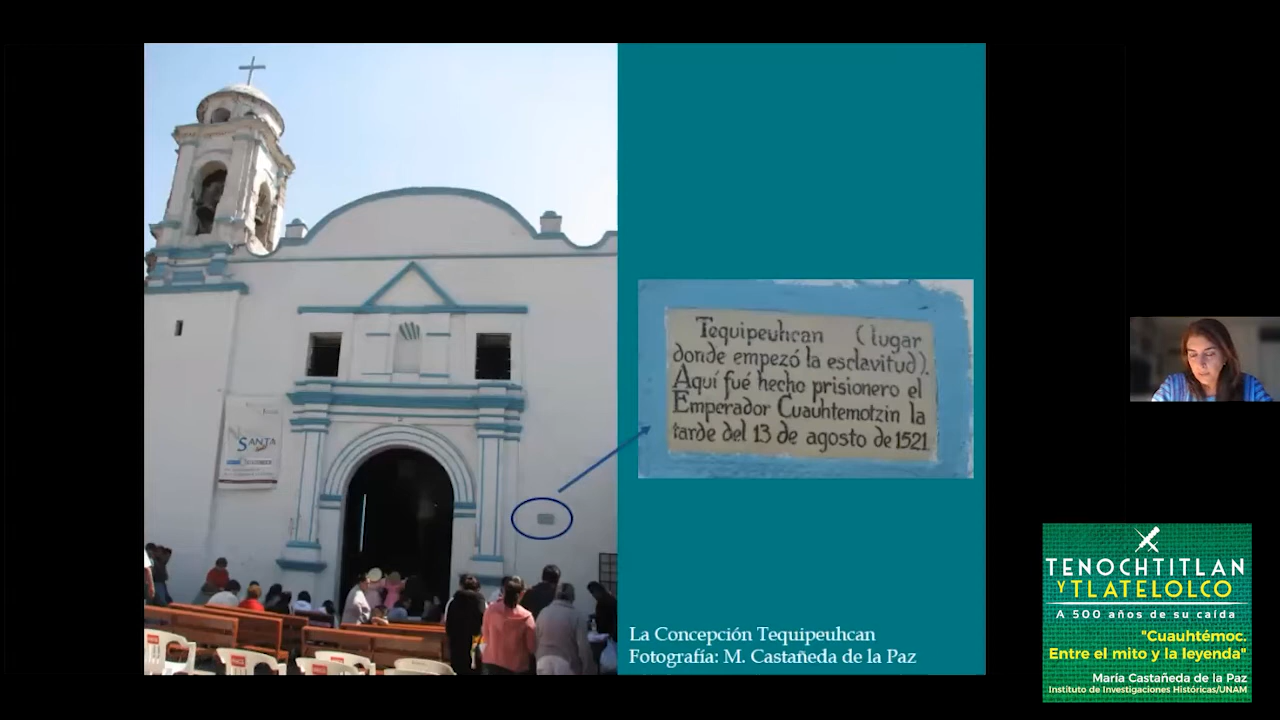 SANTA
Tequipeuhcan (lugar
donde empezó la esclavitud).
Aquí fué hecho prisionero el
Emperador Cuauhtemotzin la
tarde del 13 de agosto de 1521
La Concepción Tequipeuhcan
Fotografía: M. Castañeda de la Paz
TENOCHTITLAN
Y TLATELOLCO
A 500 años de su caída
"Cuauhtémoc.
Entre el mito y la leyenda"
María Castañeda de la Paz
Instituto de Investigaciones Históricas/UNAM